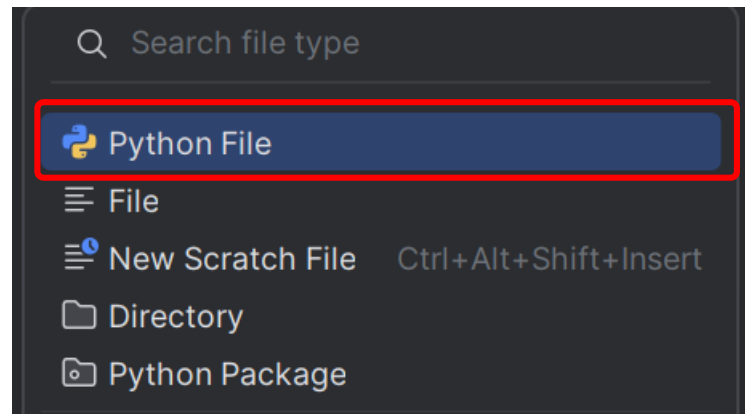 Search file type
Python File
File
New Scratch File Ctrl+Alt+Shift+Insert
Directory
Python Package